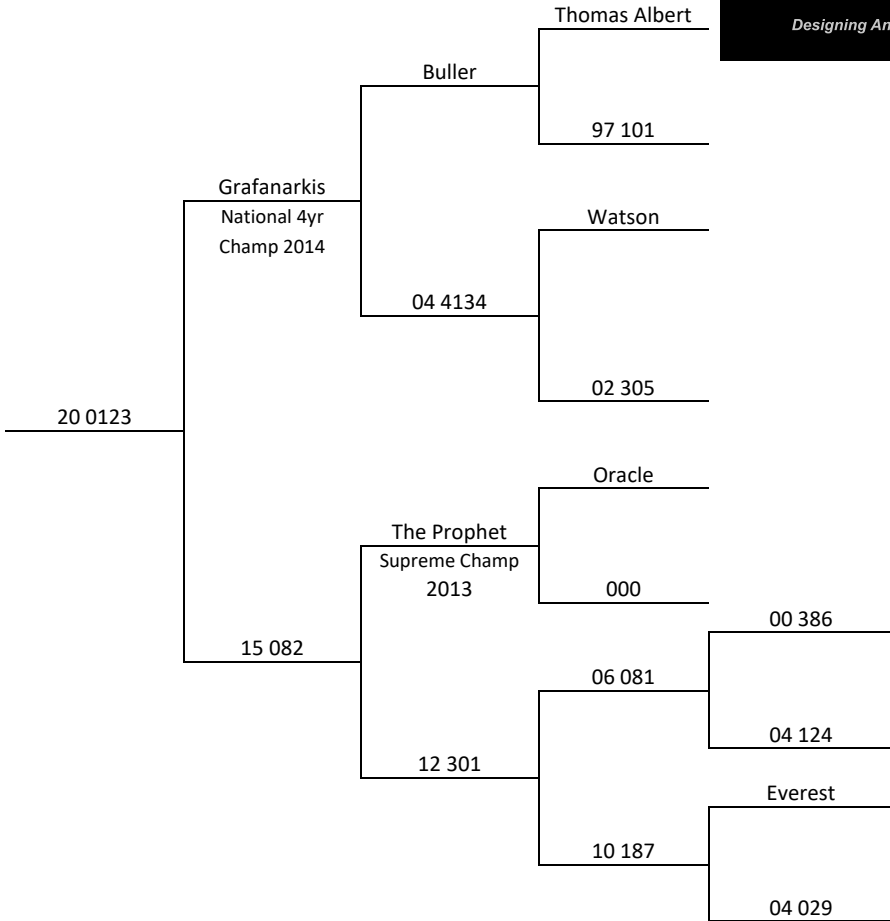 Thomas Albert
Designing An
Buller
97 101
Grafanarkis
National 4yr
Champ 2014
Watson
04 4134
02 305
20 0123
Oracle
The Prophet
Supreme Champ
2013
000
00 386
15 082
06 081
04 124
12 301
Everest
10 187
04 029